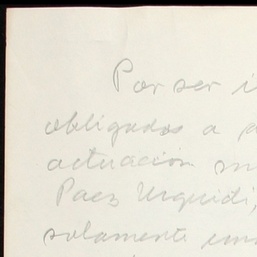 Por ser
obligados a
actuación
Paez Urquidi,
solamente